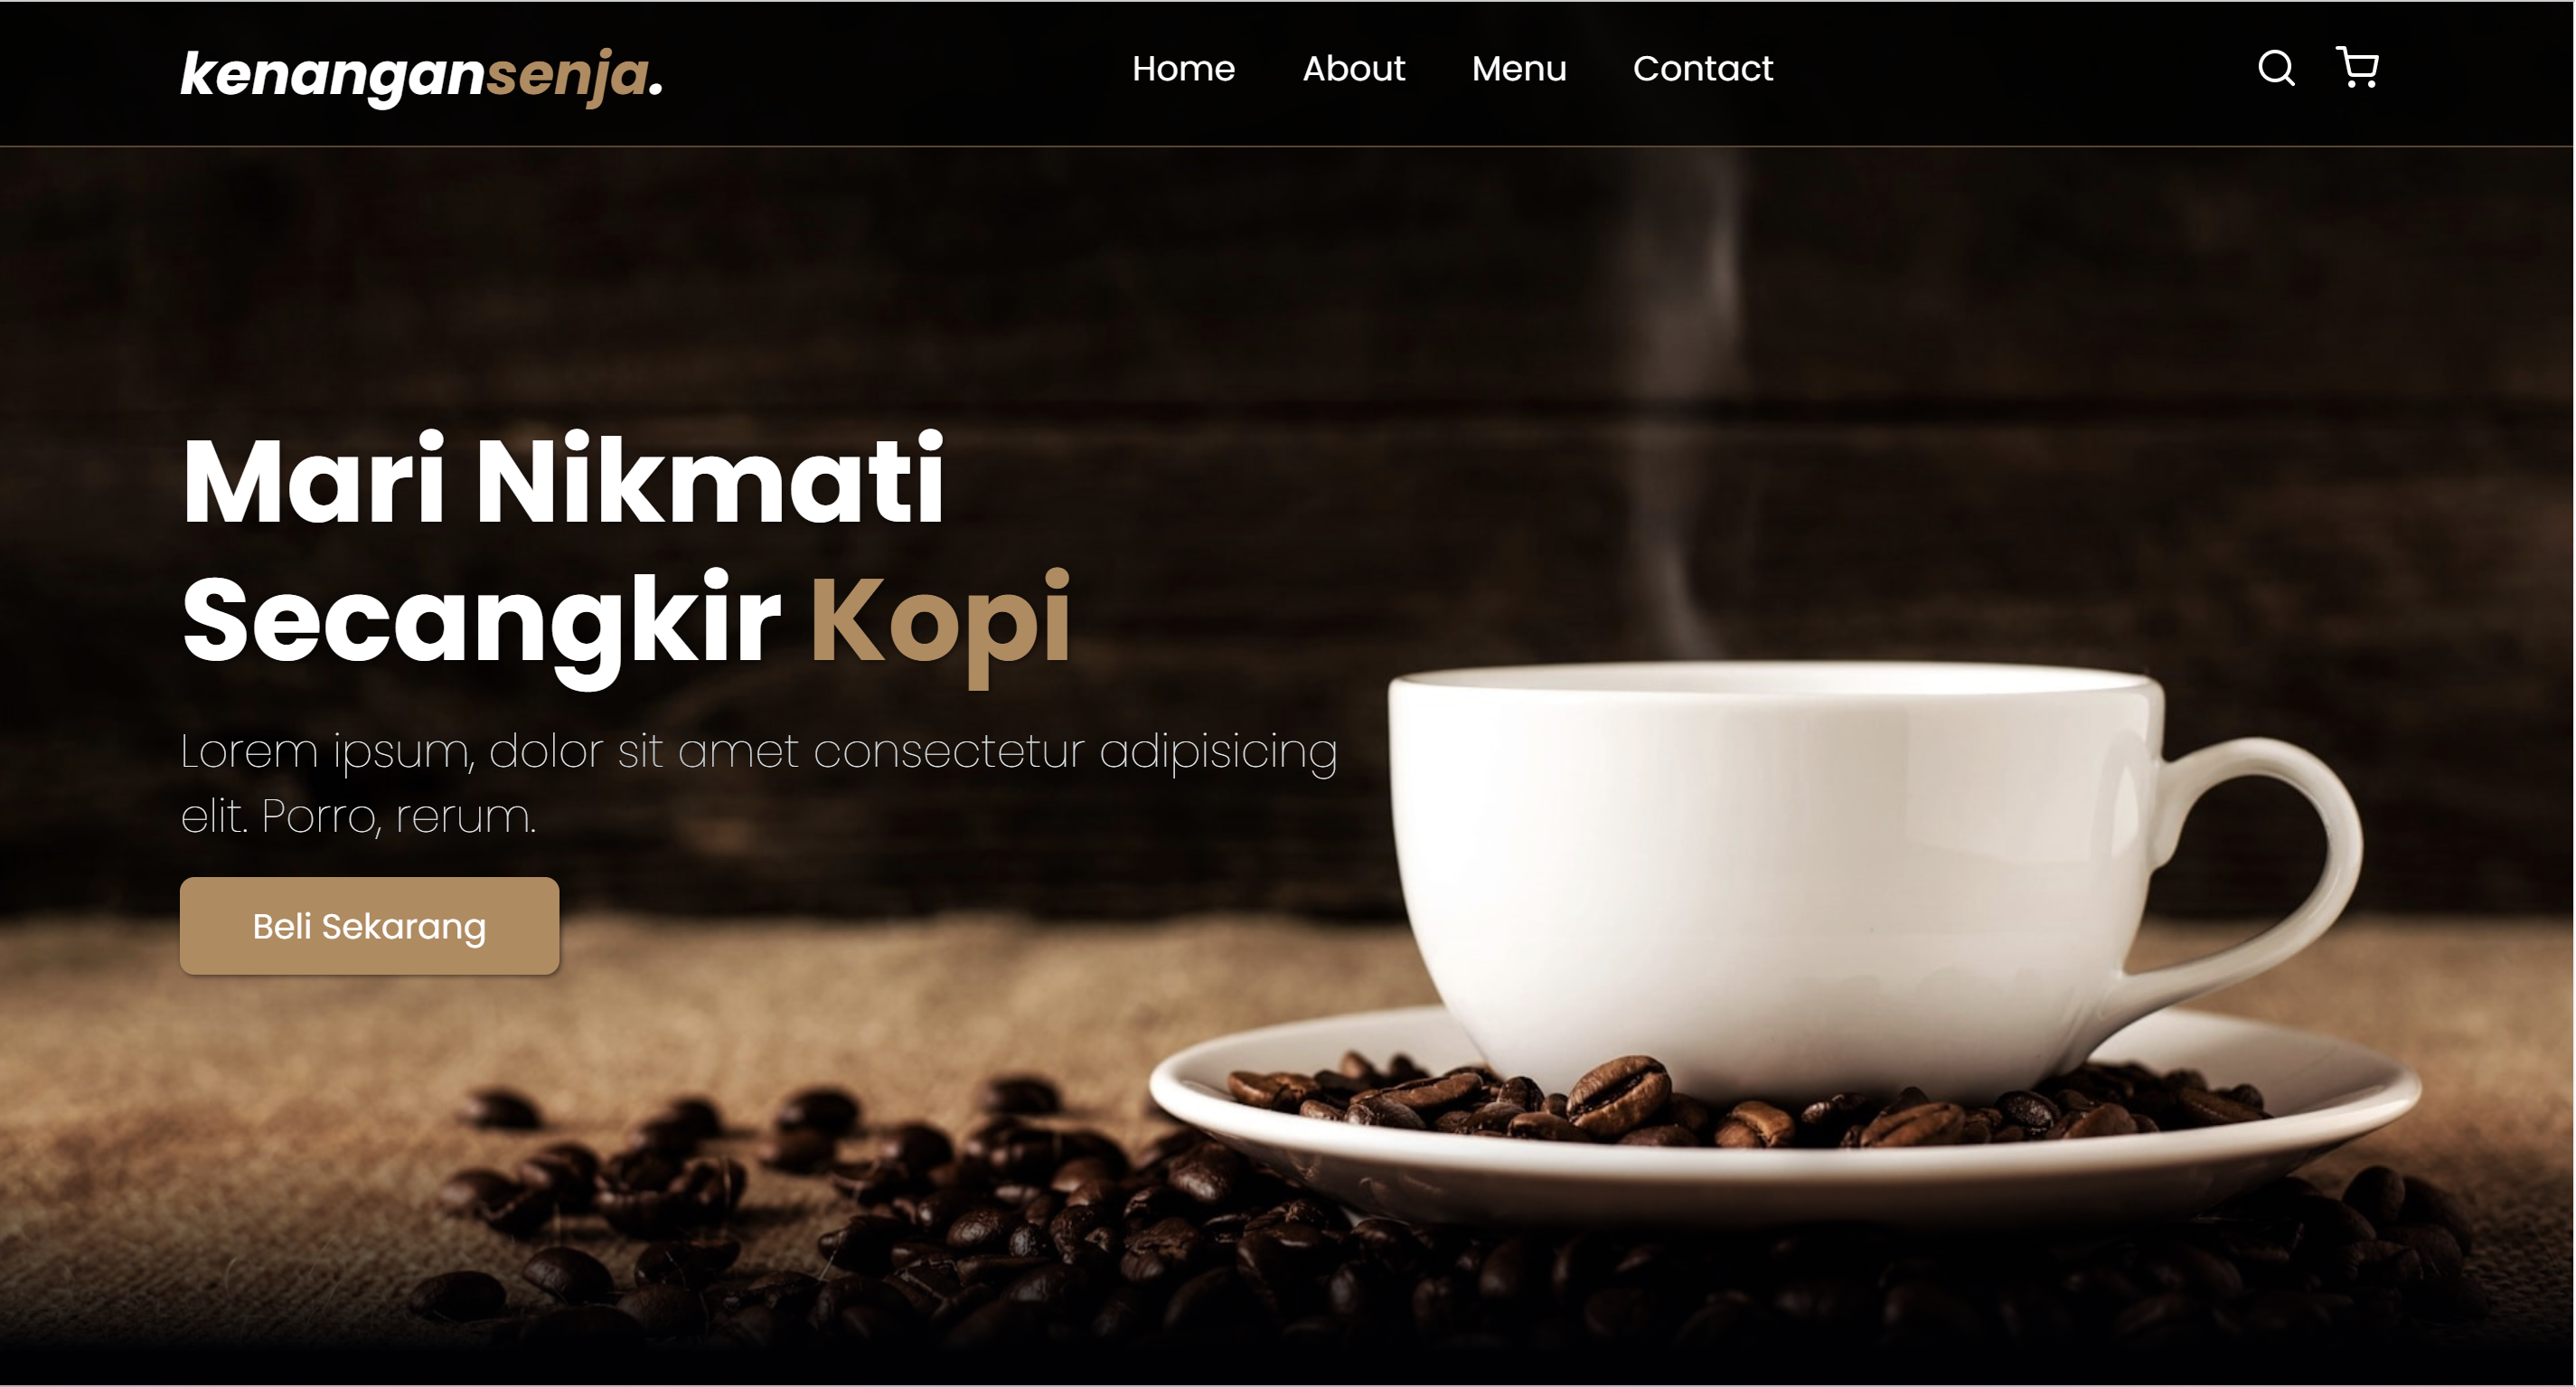 kenangansenja.
Home About Menu Contact
Mari Nikmati
Secangkir Kopi
Lorem ipsum, dolor sit amet consectetur adipisicing
elit. Porro, rerum.
Beli Sekarang